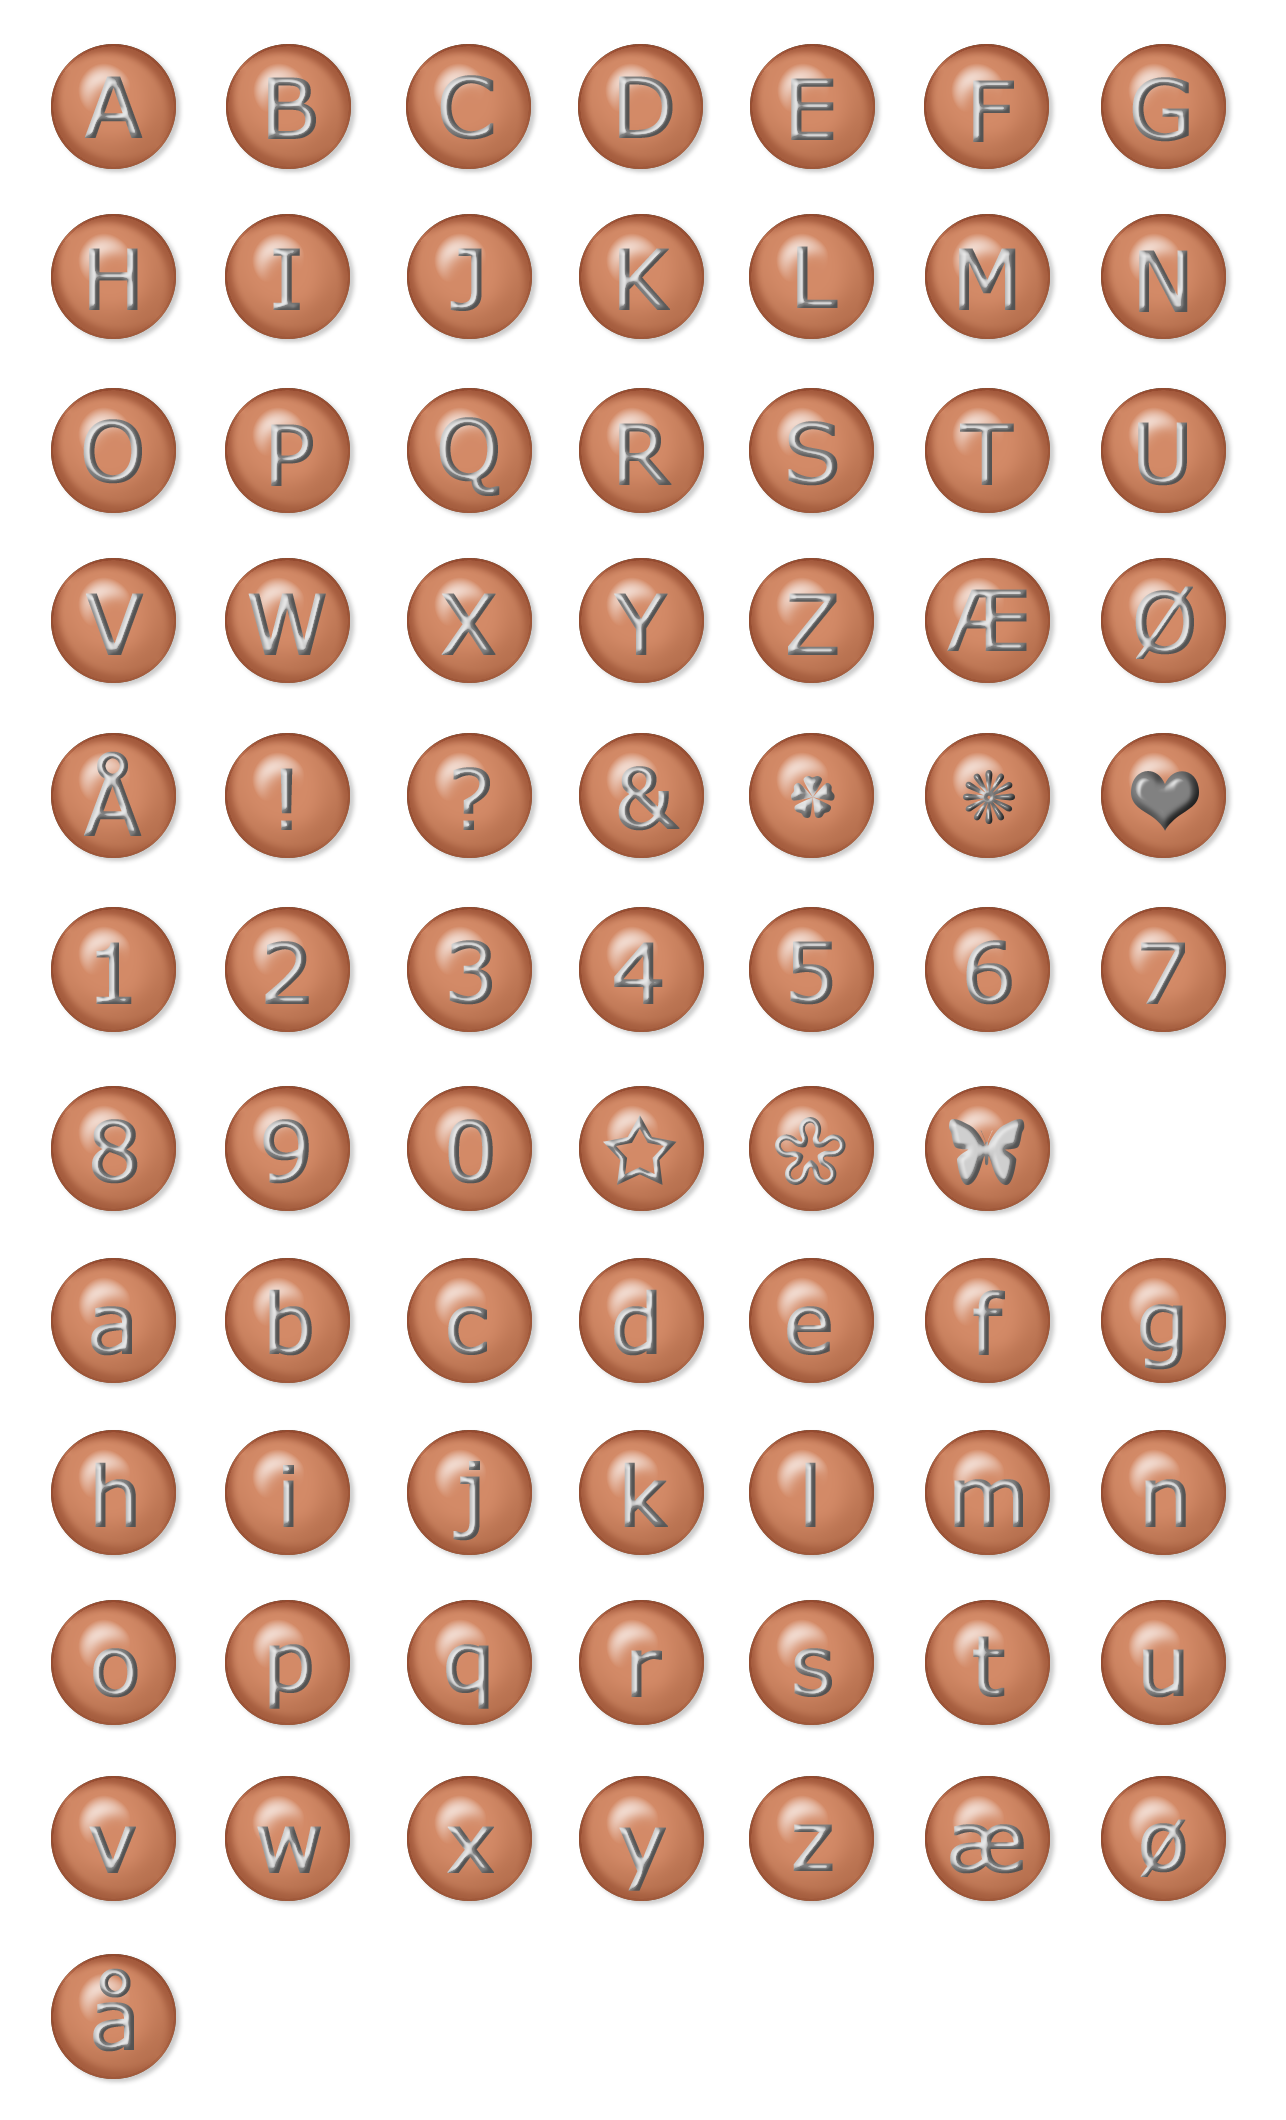 A B C D E F G
H I J K L M N
O P Q R S T U
V W X Y Z Æ Ø
Å ! ? &
1 2 3 4 5 6 7
8 9 0
a b c d e f g
h i j k l m n
o p q r s t u
v w x y z æ ø
å